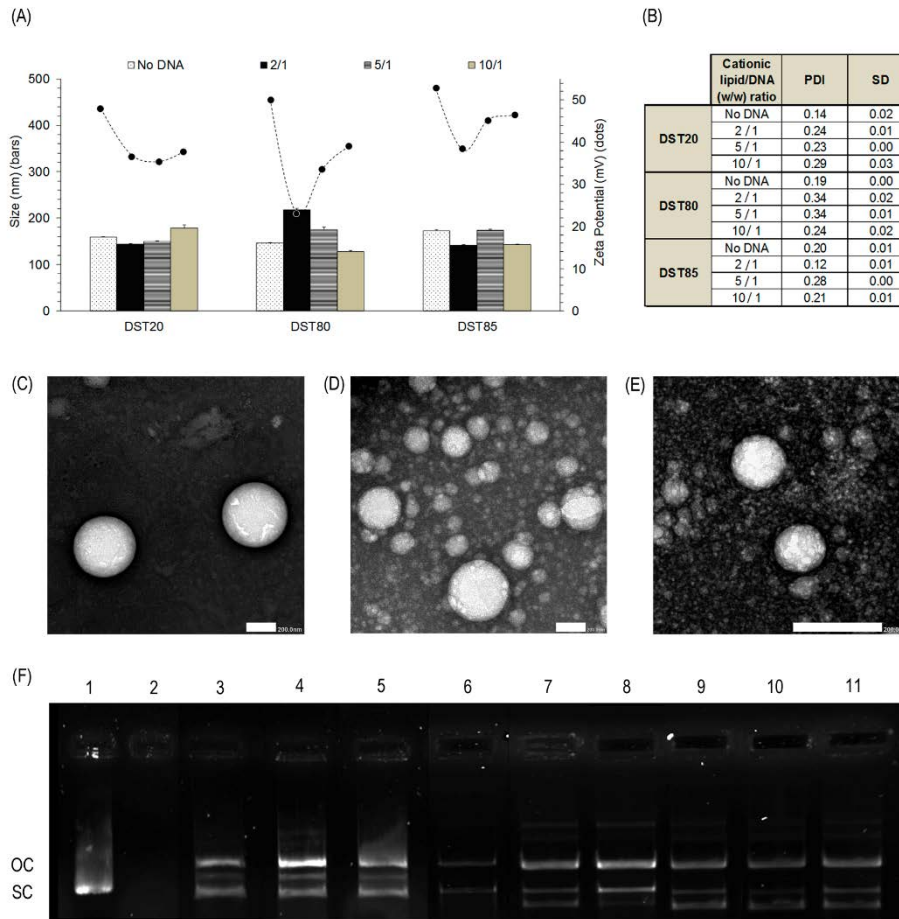 (A)
No DNA 2/1 5/1 10/1
Size (nm) (bars)
500
400
300
200
100
0
Zeta Potential (mV) (dots)
50
40
30
20
10
0
DST20 DST80 DST85
(B)
Cationic lipid/DNA (w/w) ratio PDI SD
DST20
No DNA 0.14 0.02
2 / 1 0.24 0.01
5 / 1 0.23 0.00
10 / 1 0.29 0.03
DST80
No DNA 0.19 0.00
2 / 1 0.34 0.02
5 / 1 0.34 0.01
10 / 1 0.24 0.02
DST85
No DNA 0.20 0.01
2 / 1 0.12 0.01
5 / 1 0.28 0.00
10 / 1 0.21 0.01
(C)
200.0nm
(D)
(E)
200.0nm
(F)
1 2 3 4 5 6 7 8 9 10 11
OC
SC